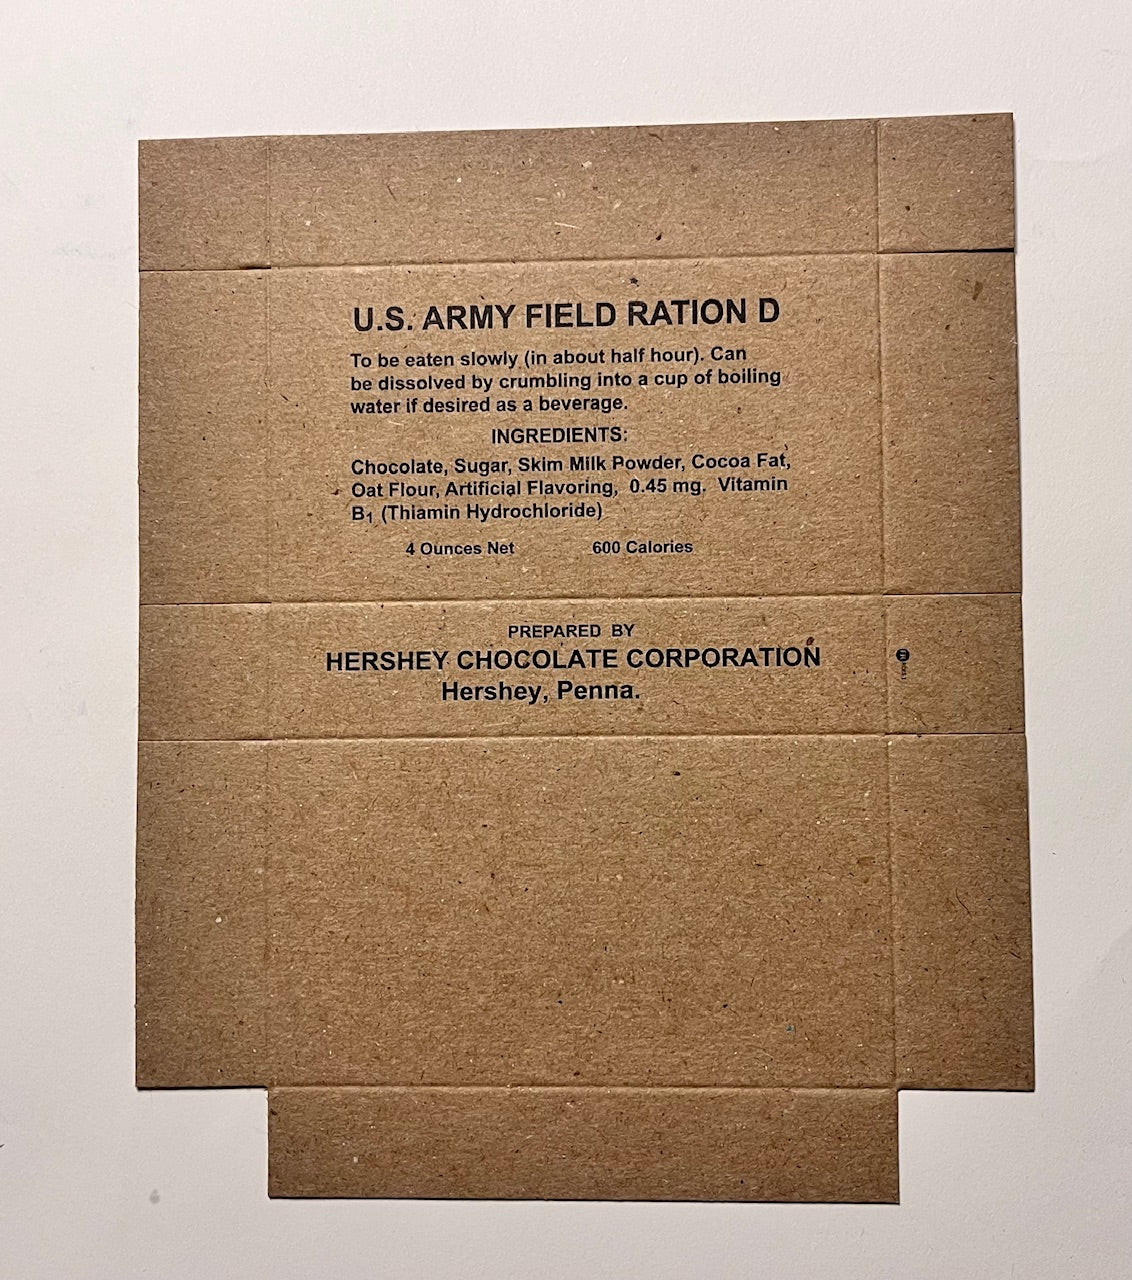 U.S. ARMY FIELD RATION D
To be eaten slowly (in about half hour). Can
be dissolved by crumbling into a cup of boiling
water if desired as a beverage.
INGREDIENTS:
Chocolate, Sugar, Skim Milk Powder, Cocoa Fat,
Oat Flour, Artificial Flavoring, 0.45 mg. Vitamin
B₁ (Thiamin Hydrochloride)
4 Ounces Net 600 Calories
PREPARED BY
HERSHEY CHOCOLATE CORPORATION
Hershey, Penna.